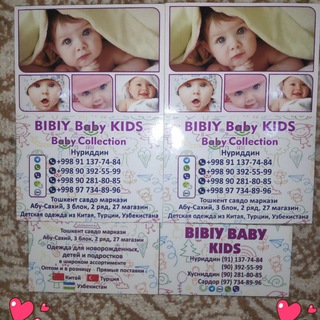 BIBIY Baby KIDS
Baby Collection
Нуриддин
+998 91 137-74-84
+998 90 392-55-99
+998 90 281-80-85
+998 97 734-89-96
Тошкент савдо маркази
Абу-Сахий, 3 блок, 2 ряд, 27 магазин
Детская одежда из Китая, Турции, Узбекистана
BIBIY Baby KIDS
Baby Collection
Нуриддин
+998 91 137-74-84
+998 90 392-55-99
+998 90 281-80-85
+998 97 734-89-96
Тошкент савдо маркази
Абу-Сахий, 3 блок, 2 ряд, 27 магазин
Детская одежда из Китая, Турции, Узбекистана
Тошкент савдо маркази
Абу-Сахий, 3 блок, 2 ряд, 27 магазин
Одежда для новорожденных,
детей и подростков
в широком ассортименте
Оптом и в розницу - Прямые поставки
Китай
Турция
Узбекистан
BIBIY BABY
KIDS
Нуриддин (91) 137-74-84
(90) 392-55-99
Хусниддин (90) 281-80-85
Сардор (97) 734-89-96